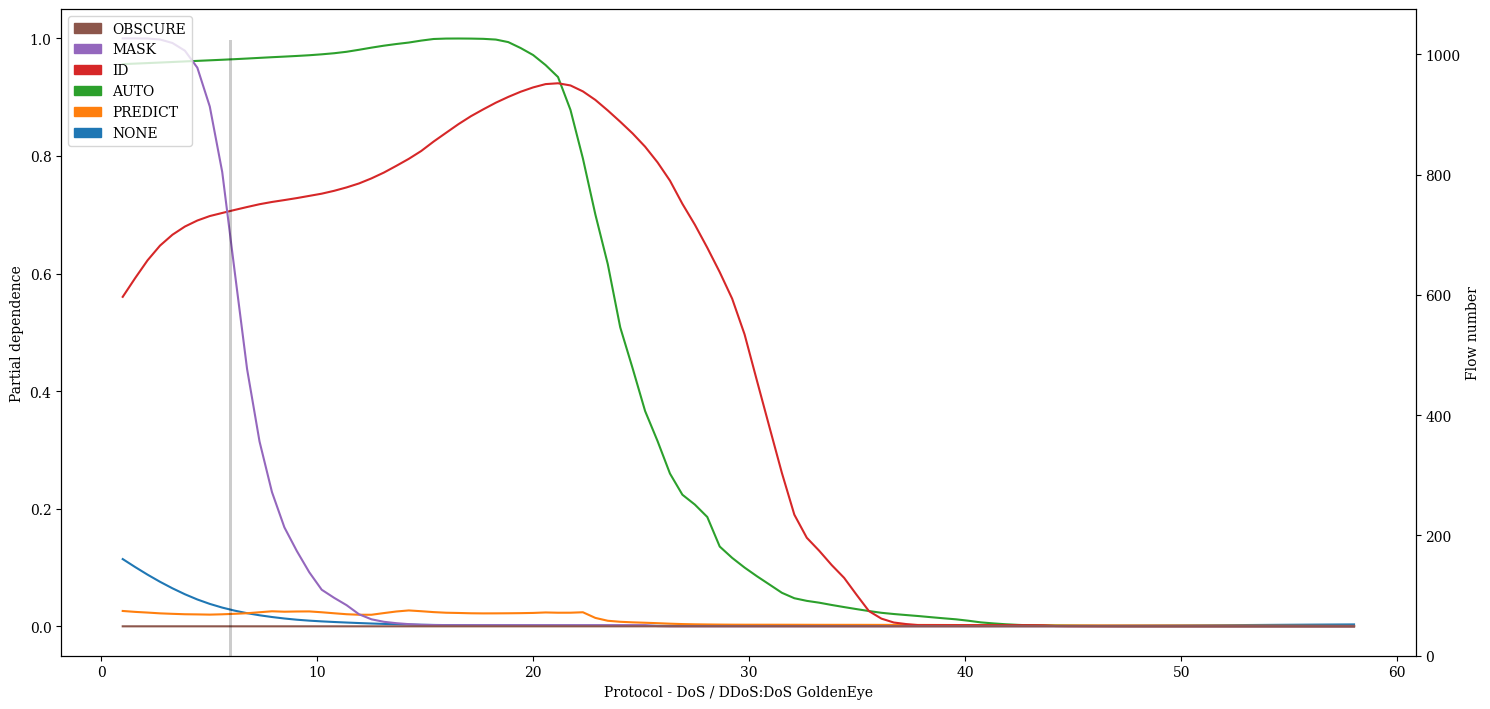 OBSCURE
MASK
ID
AUTO
PREDICT
NONE
1.0
0.8
0.6
0.4
0.2
0.0
Partial dependence
1000
800
600
400
200
0
Flow number
0 10 20 30 40 50 60
Protocol - DoS / DDoS:DoS GoldenEye